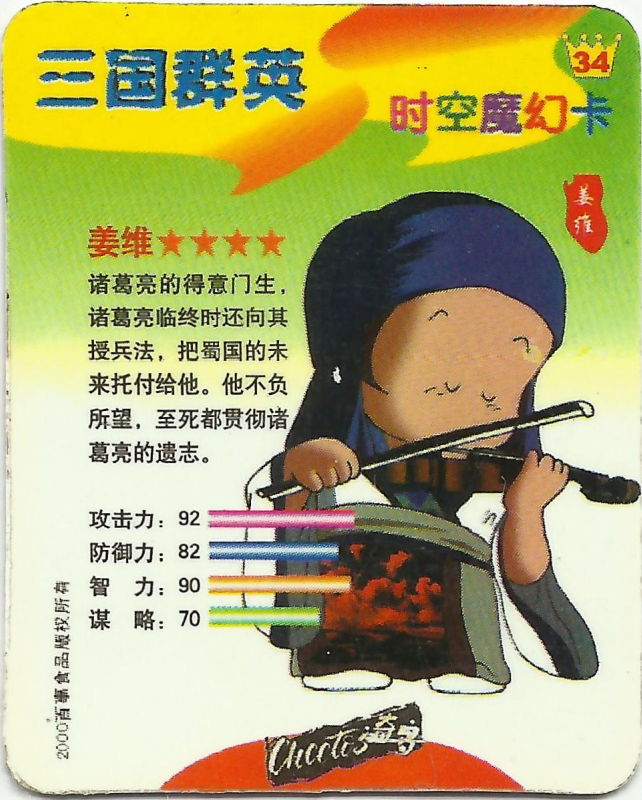 三国群英
34
时空魔幻卡
姜维
姜维★★★★
诸葛亮的得意门生，
诸葛亮临终时还向其
授兵法，把蜀国的未
来托付给他。他不负
所望，至死都贯彻诸
葛亮的遗志。
攻击力：92
防御力：82
智 力：90
谋 略：70
2000百事食品版权所有
Cheetos奇多